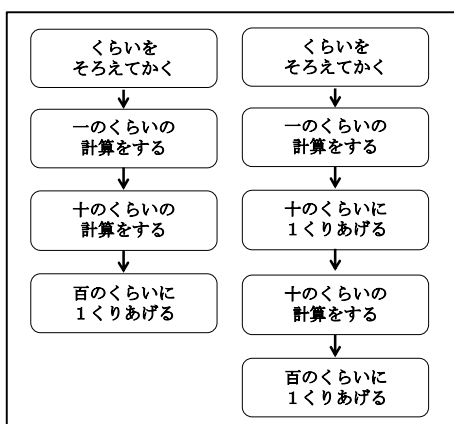 くらいを
そろえてかく
一のくらいの
計算をする
十のくらいの
計算をする
百のくらいに
１くりあげる
くらいを
そろえてかく
一のくらいの
計算をする
十のくらいに
１くりあげる
十のくらいの
計算をする
百のくらいに
１くりあげる